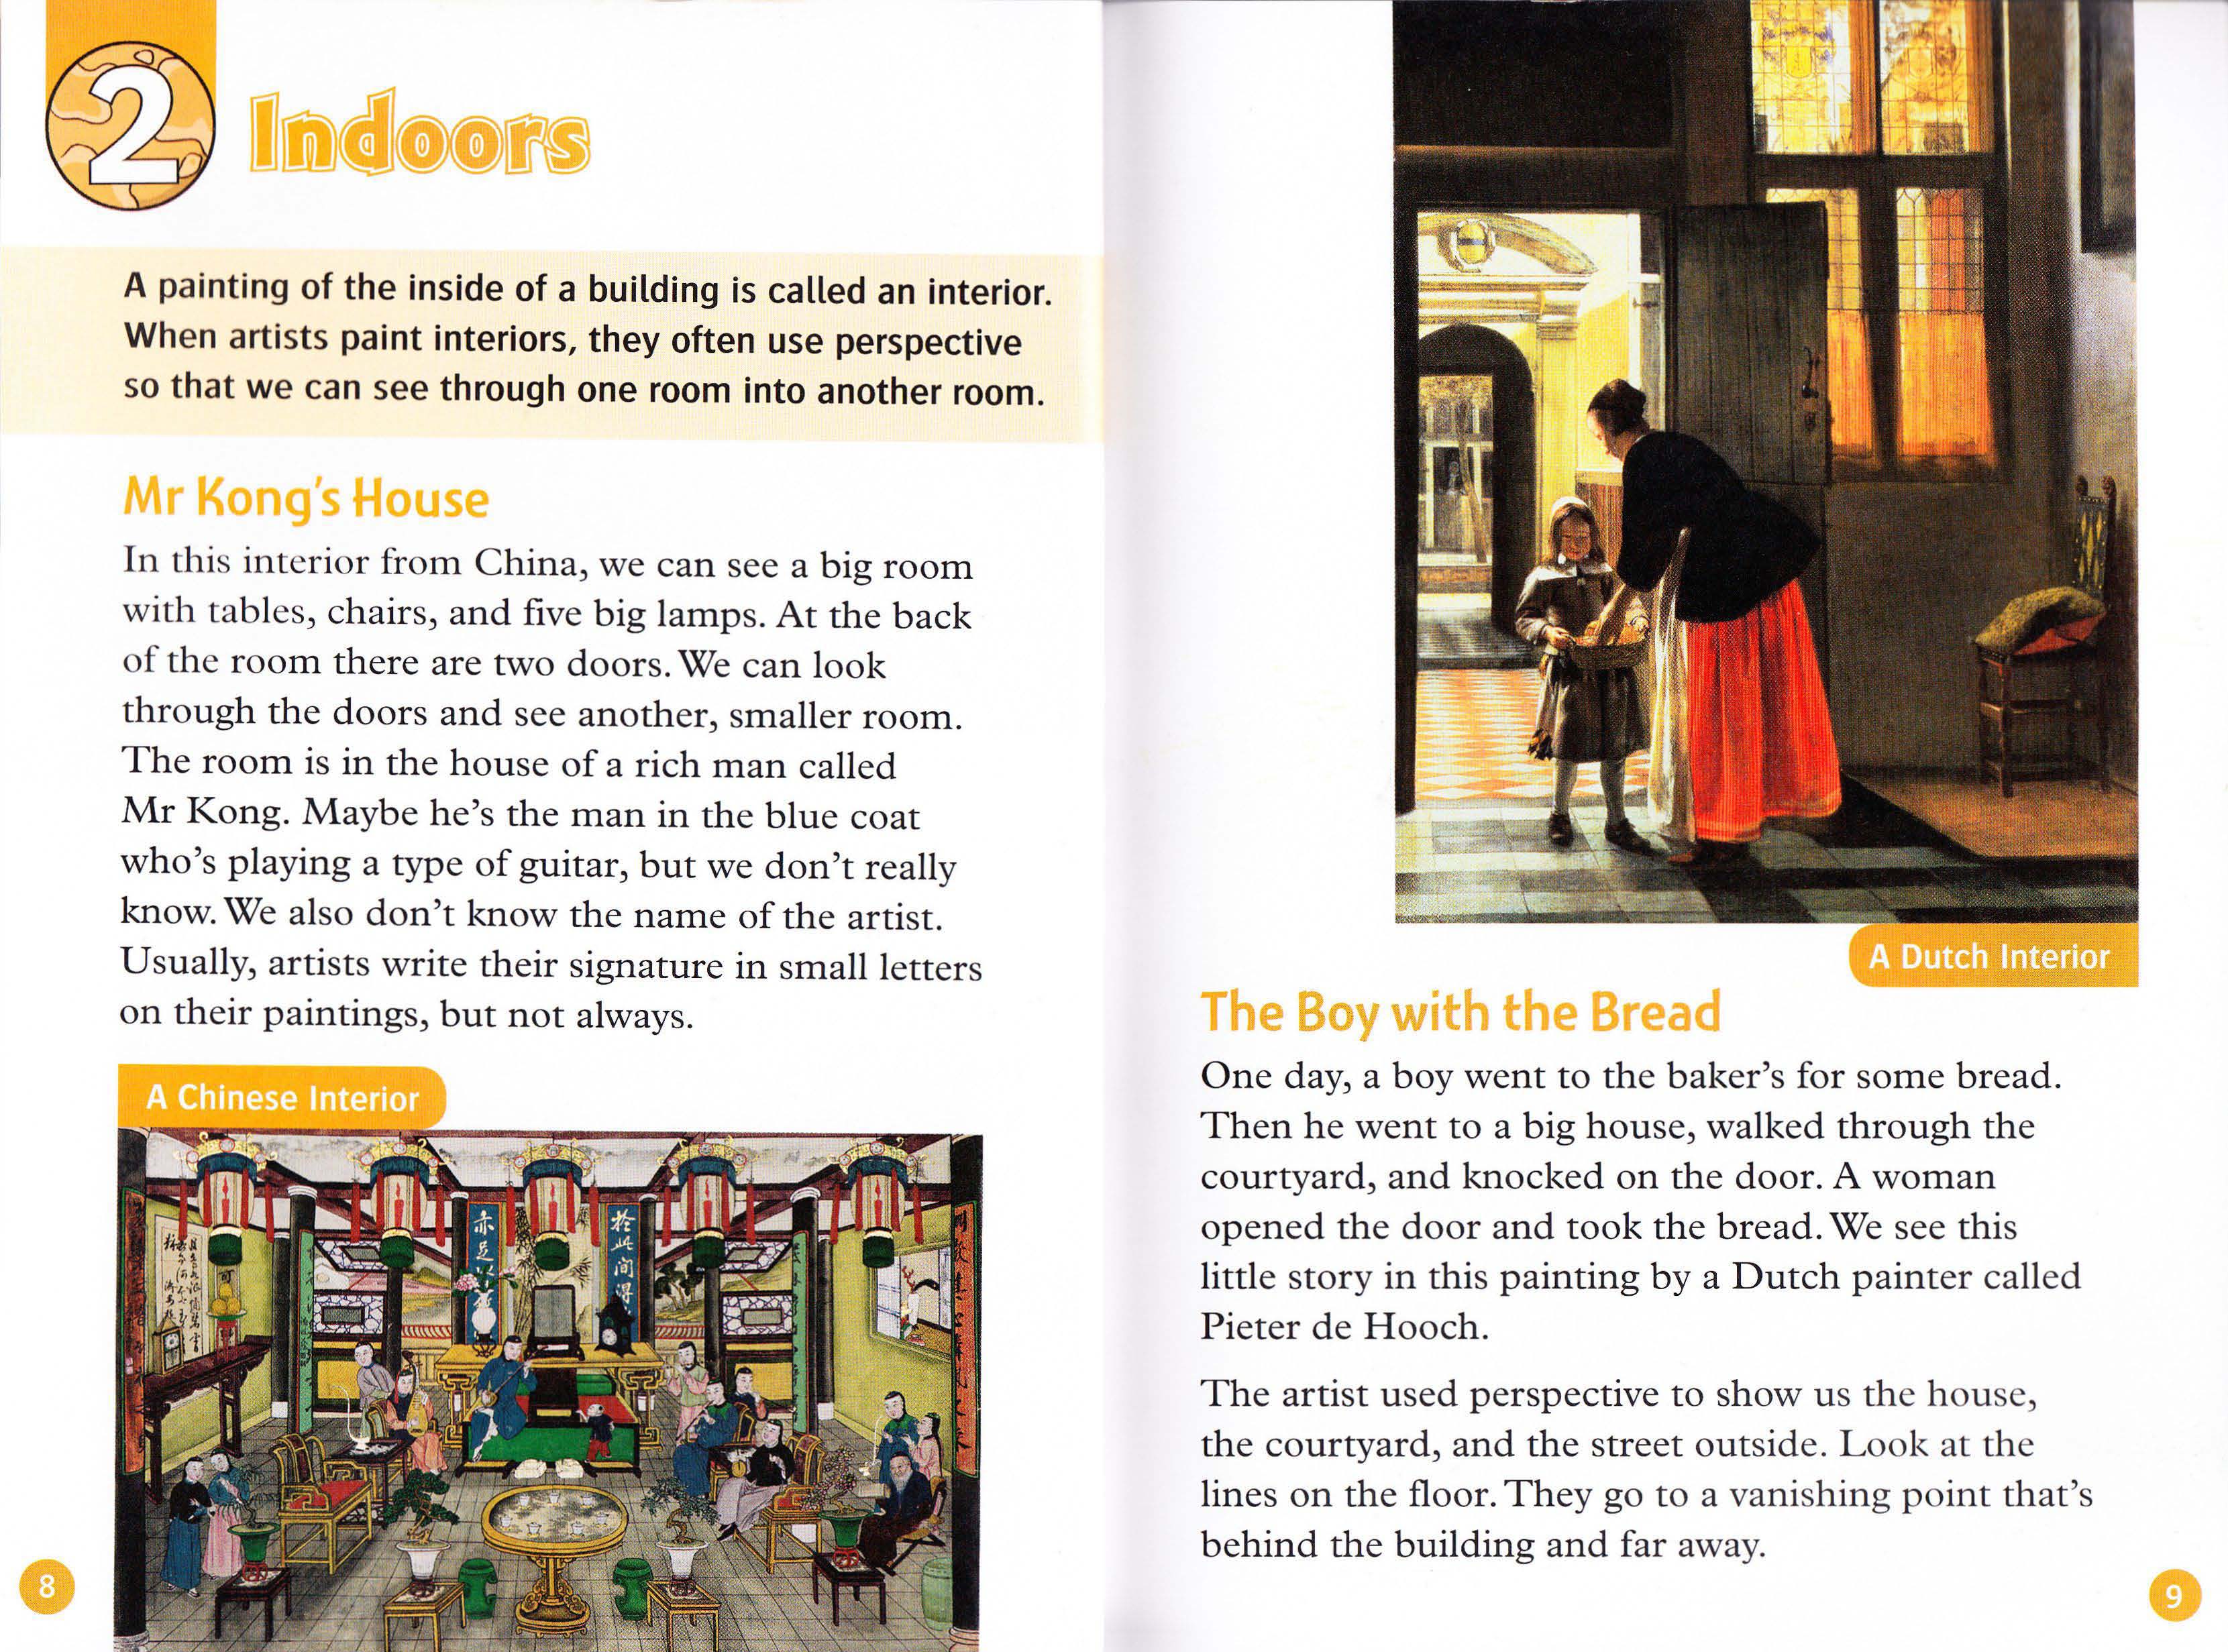 2
Indoors
A painting of the inside of a building is called an interior.
When artists paint interiors, they often use perspective
so that we can see through one room into another room.
Mr Kong's House
In this interior from China, we can see a big room
with tables, chairs, and five big lamps. At the back
of the room there are two doors. We can look
through the doors and see another, smaller room.
The room is in the house of a rich man called
Mr Kong. Maybe he's the man in the blue coat
who's playing a type of guitar, but we don't really
know. We also don't know the name of the artist.
Usually, artists write their signature in small letters
on their paintings, but not always.
A Chinese Interior
亦足以
於此間得
8
A Dutch Interior
The Boy with the Bread
One day, a boy went to the baker's for some bread.
Then he went to a big house, walked through the
courtyard, and knocked on the door. A woman
opened the door and took the bread. We see this
little story in this painting by a Dutch painter called
Pieter de Hooch.
The artist used perspective to show us the house,
the courtyard, and the street outside. Look at the
lines on the floor. They go to a vanishing point that's
behind the building and far away.
9